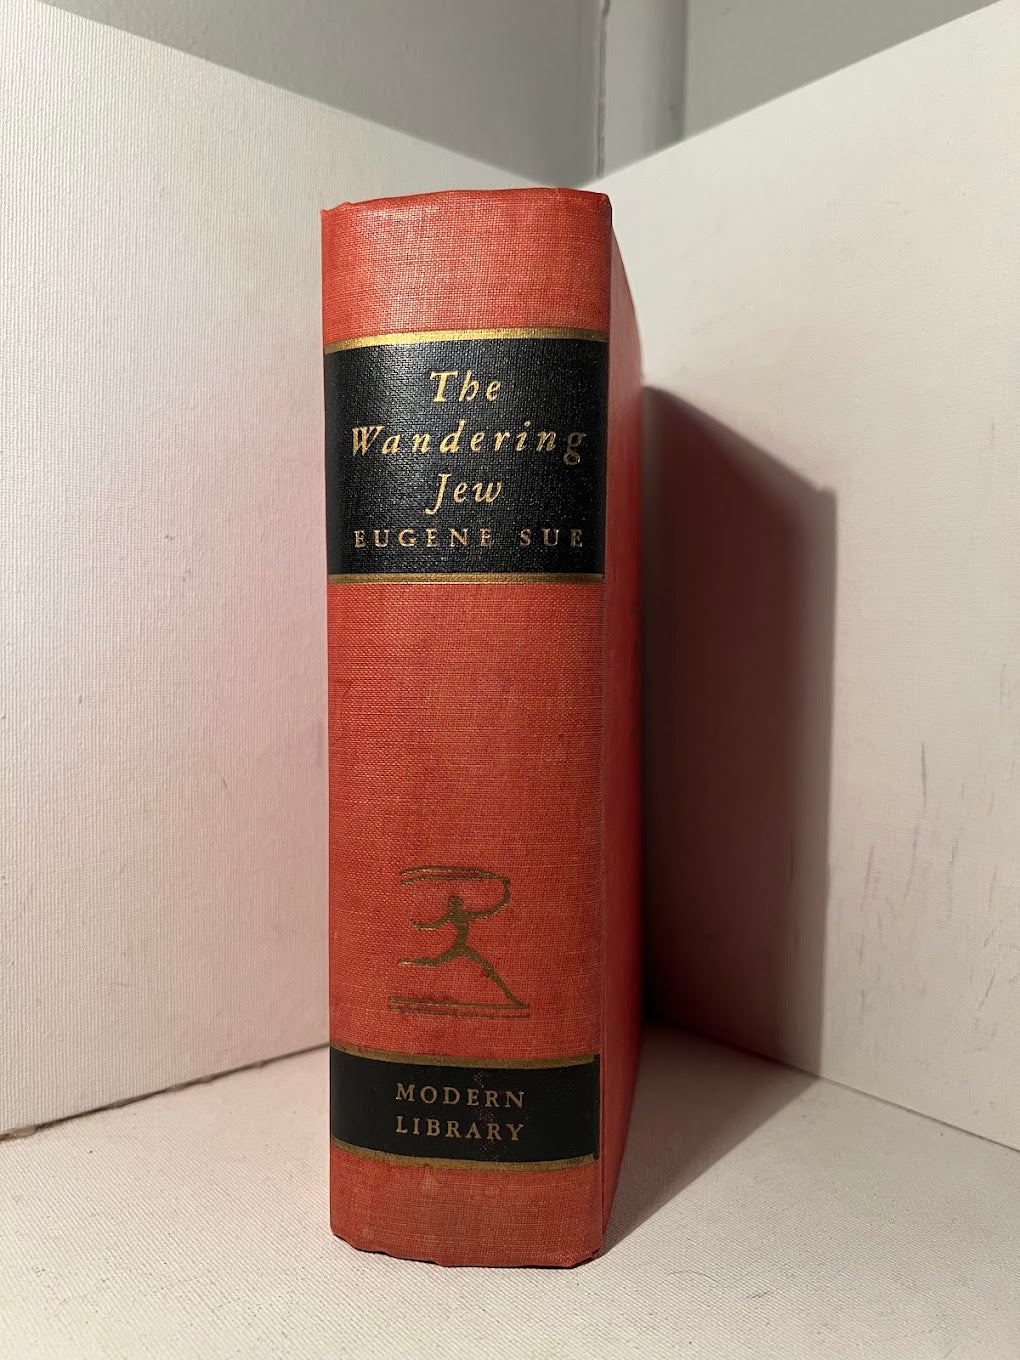 The
Wandering
Jew
EUGENE SUE
MODERN
LIBRARY